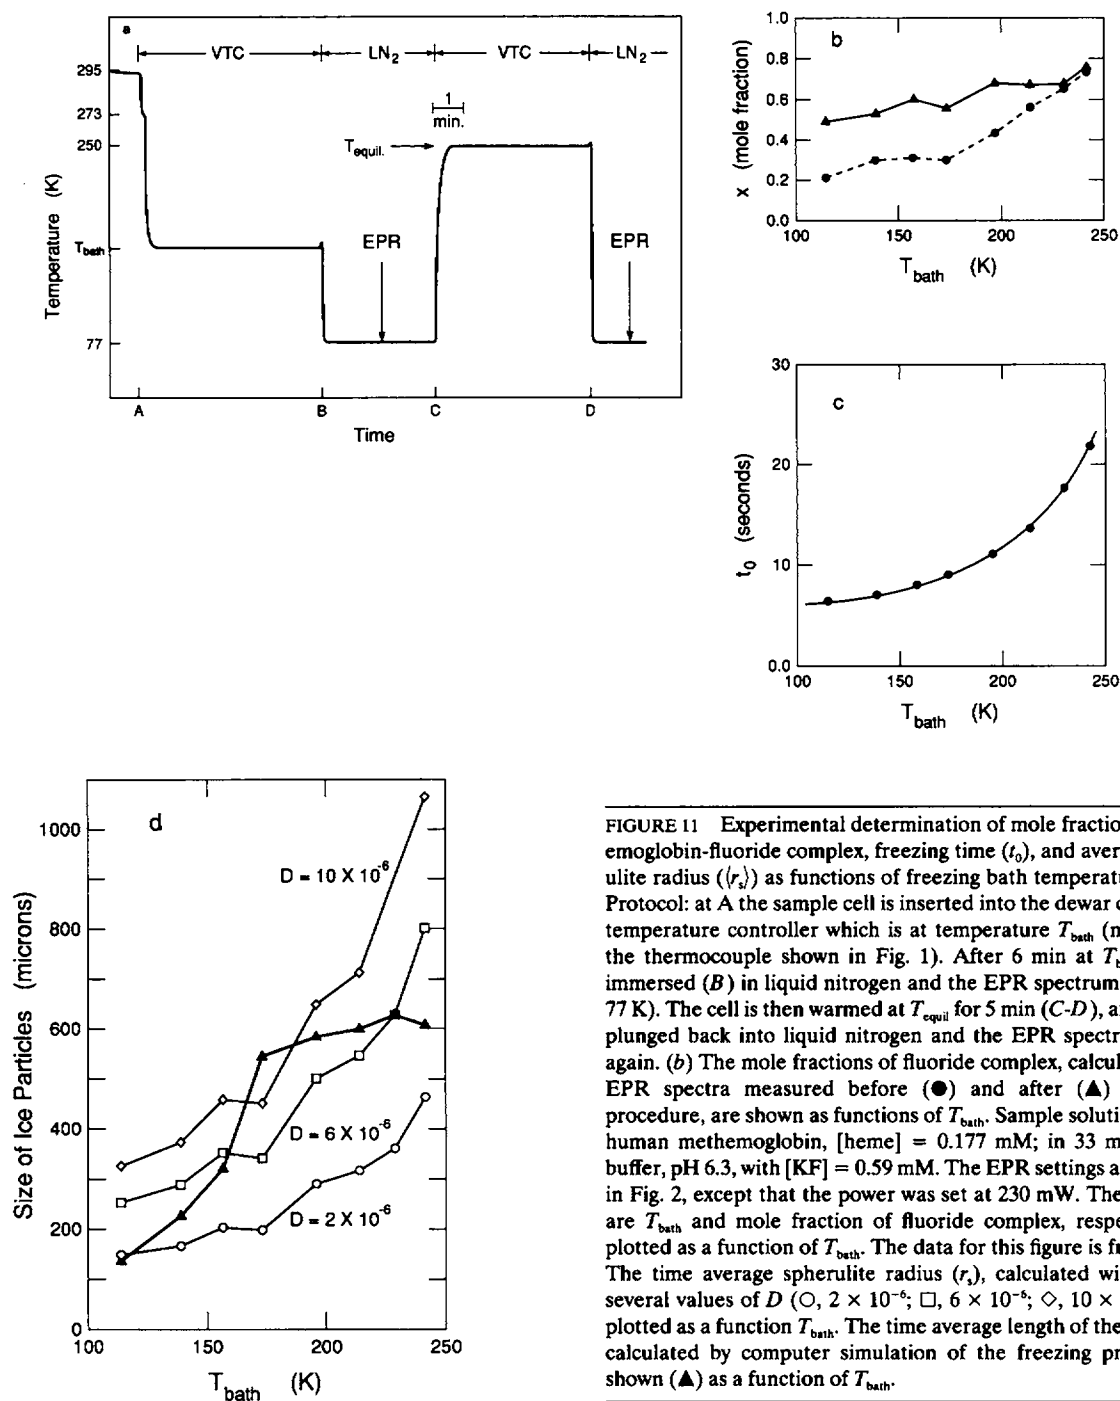 a
VTC
LN2
VTC
LN2
295
273
250
Tbath
77
1
min.
Tequil.
EPR
EPR
Temperature (K)
A
B
C
D
Time
b
1.0
0.8
0.6
0.4
0.2
0.0
x (mole fraction)
100
150
200
250
Tbath (K)
c
30
20
10
0.0
t0 (seconds)
100
150
200
250
Tbath (K)
d
1000
800
600
400
200
0
Size of Ice Particles (microns)
D = 10 X 10-6
D = 6 X 10-6
D = 2 X 10-6
100
150
200
250
Tbath (K)
FIGURE 11 Experimental determination of mole fraction
emoglobin-fluoride complex, freezing time (t0), and aver
ulite radius (⟨rs⟩) as functions of freezing bath temperatu
Protocol: at A the sample cell is inserted into the dewar o
temperature controller which is at temperature Tbath (n
the thermocouple shown in Fig. 1). After 6 min at Tb
immersed (B) in liquid nitrogen and the EPR spectrum
77 K). The cell is then warmed at Tequil for 5 min (C-D), a
plunged back into liquid nitrogen and the EPR spectr
again. (b) The mole fractions of fluoride complex, calcul
EPR spectra measured before (●) and after (▲)
procedure, are shown as functions of Tbath. Sample soluti
human methemoglobin, [heme] = 0.177 mM; in 33 m
buffer, pH 6.3, with [KF] = 0.59 mM. The EPR settings a
in Fig. 2, except that the power was set at 230 mW. The
are Tbath and mole fraction of fluoride complex, respe
plotted as a function of Tbath. The data for this figure is fr
The time average spherulite radius (rs), calculated wi
several values of D (○, 2 × 10-6; □, 6 × 10-6; ◇, 10 ×
plotted as a function Tbath. The time average length of the
calculated by computer simulation of the freezing pr
shown (▲) as a function of Tbath.